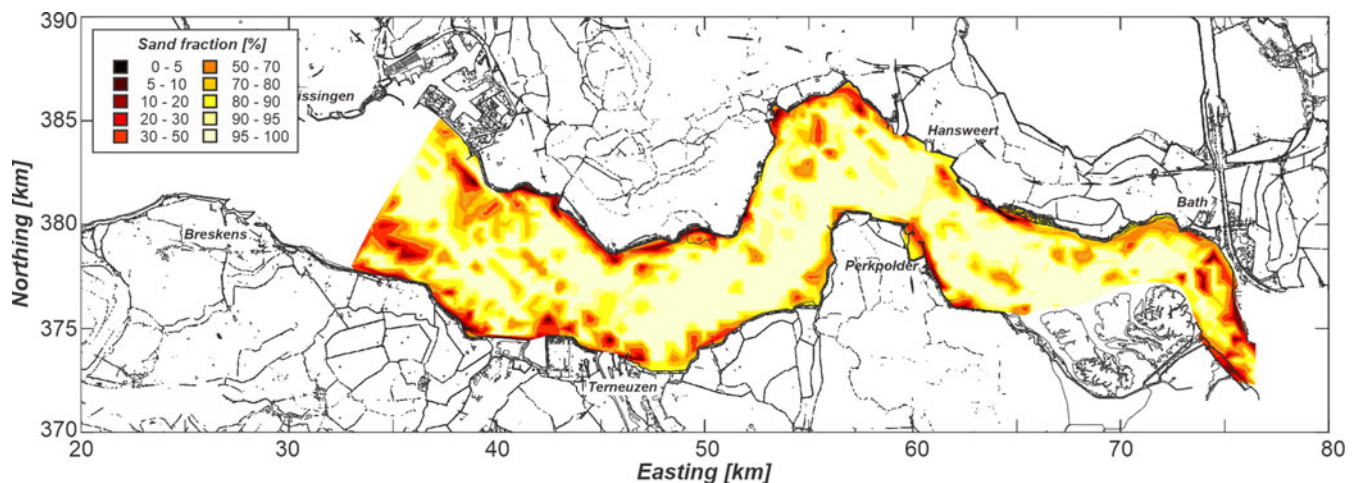 390
Sand fraction [%]
0 - 5 50 - 70
5 - 10 70 - 80
10 - 20 80 - 90
20 - 30 90 - 95
30 - 50 95 - 100
issingen
385
Hansweert
Northing [km]
Bath
380
Breskens
Perkpolder
375
Terneuzen
370
20 30 40 50 60 70 80
Easting [km]